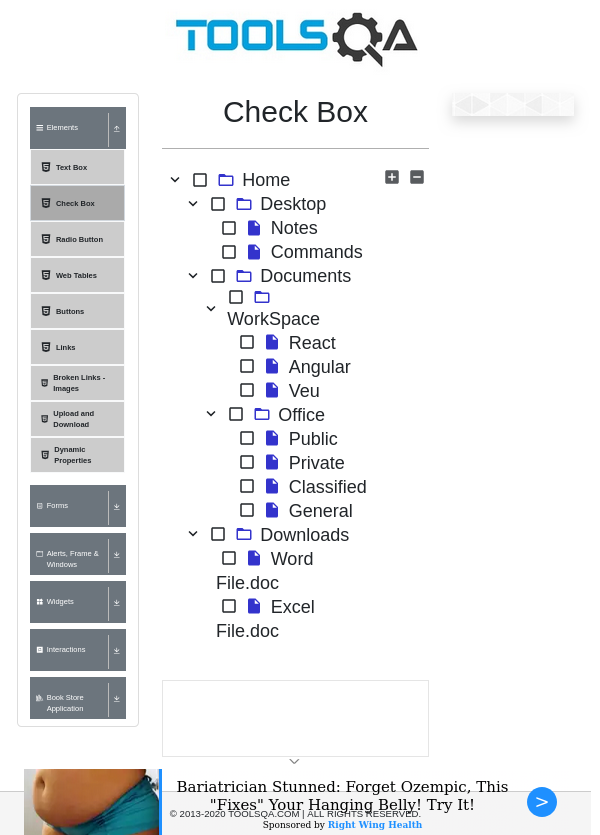 TOOLSQA
Check Box
Elements
Text Box
Check Box
Radio Button
Web Tables
Buttons
Links
Broken Links -
Images
Upload and
Download
Dynamic
Properties
Forms
Alerts, Frame &
Windows
Widgets
Interactions
Book Store
Application
Home
Desktop
Notes
Commands
Documents
WorkSpace
React
Angular
Veu
Office
Public
Private
Classified
General
Downloads
Word
File.doc
Excel
File.doc
Bariatrician Stunned: Forget Ozempic, This
"Fixes" Your Hanging Belly! Try It!
© 2013-2020 TOOLSQA.COM | ALL RIGHTS RESERVED.
Sponsored by Right Wing Health